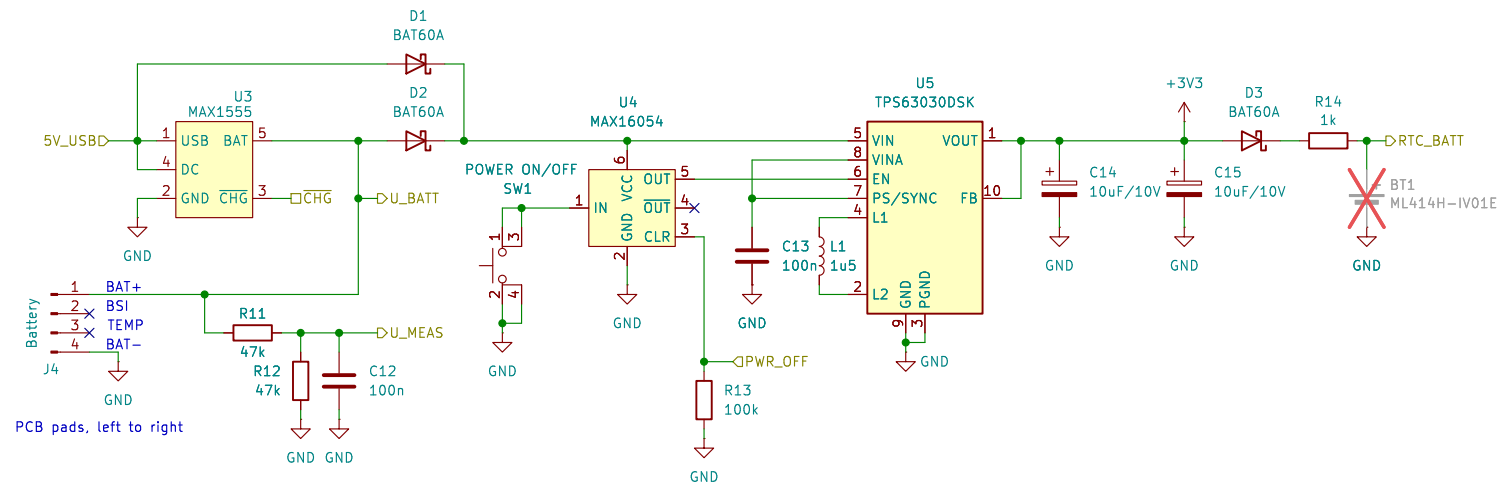 D1
BAT60A
D2
BAT60A
U3
MAX1555
5V_USB
1
USB
BAT
5
4
DC
2
GND
CHG
3
CHG
GND
U_BATT
J4
Battery
1
BAT+
2
BSI
3
TEMP
4
BAT-
GND
PCB pads, left to right
R11
47k
R12
47k
C12
100n
U_MEAS
GND
GND
POWER ON/OFF
SW1
1
3
2
4
GND
U4
MAX16054
6
VCC
OUT
5
1
IN
OUT
4
GND
CLR
3
2
GND
PWR_OFF
R13
100k
GND
C13
100n
GND
L1
1u5
U5
TPS63030DSK
5
VIN
VOUT
1
8
VINA
6
EN
7
PS/SYNC
FB
10
4
L1
2
L2
GND
PGND
9
3
GND
+3V3
C14
10uF/10V
GND
C15
10uF/10V
GND
D3
BAT60A
R14
1k
RTC_BATT
BT1
ML414H-IV01E
GND